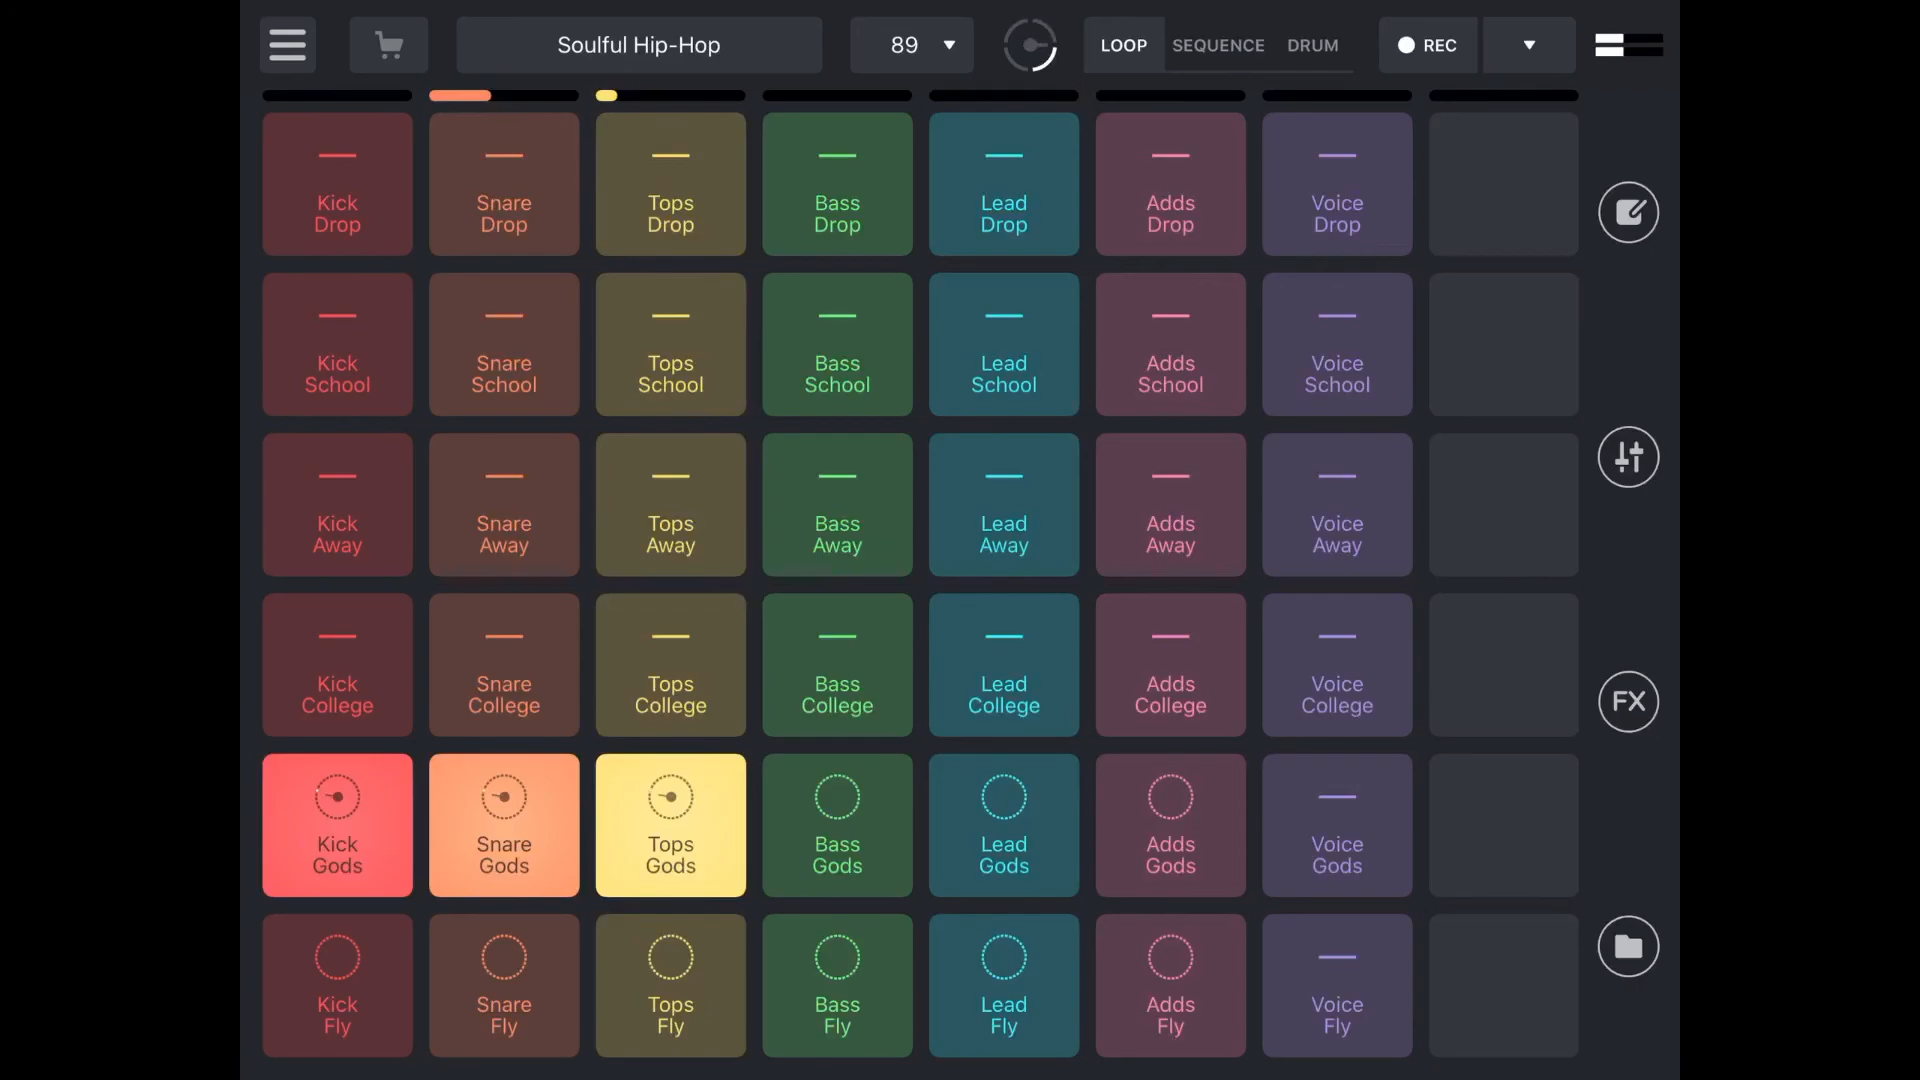 Soulful Hip-Hop 89 LOOP SEQUENCE DRUM REC
Kick Snare Tops Bass Lead Adds Voice
Drop Drop Drop Drop Drop Drop Drop
Kick Snare Tops Bass Lead Adds Voice
School School School School School School School
Kick Snare Tops Bass Lead Adds Voice
Away Away Away Away Away Away Away
Kick Snare Tops Bass Lead Adds Voice
College College College College College College College
FX
Kick Snare Tops Bass Lead Adds Voice
Gods Gods Gods Gods Gods Gods Gods
Kick Snare Tops Bass Lead Adds Voice
Fly Fly Fly Fly Fly Fly Fly